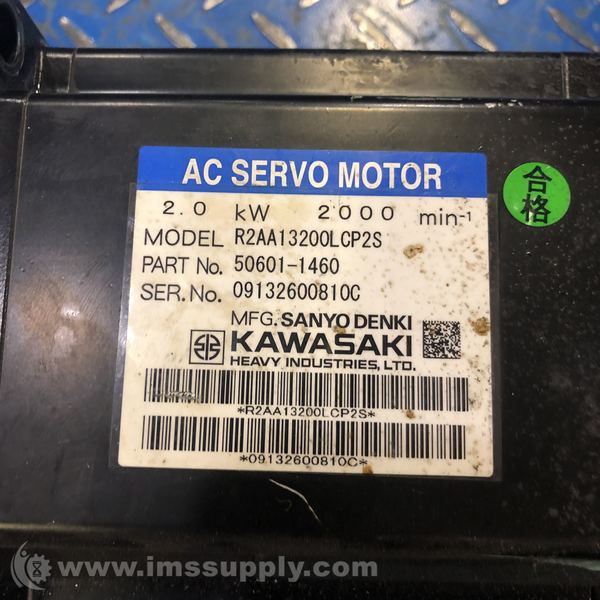 AC SERVO MOTOR
2.0 kW 2000 min-1
MODEL R2AA13200LCP2S
PART No. 50601-1460
SER.No. 09132600810C
MFG. SANYO DENKI
KAWASAKI
HEAVY INDUSTRIES, LTD.
*R2AA13200LCP2S*
*09132600810C*
合格
www.imssupply.com